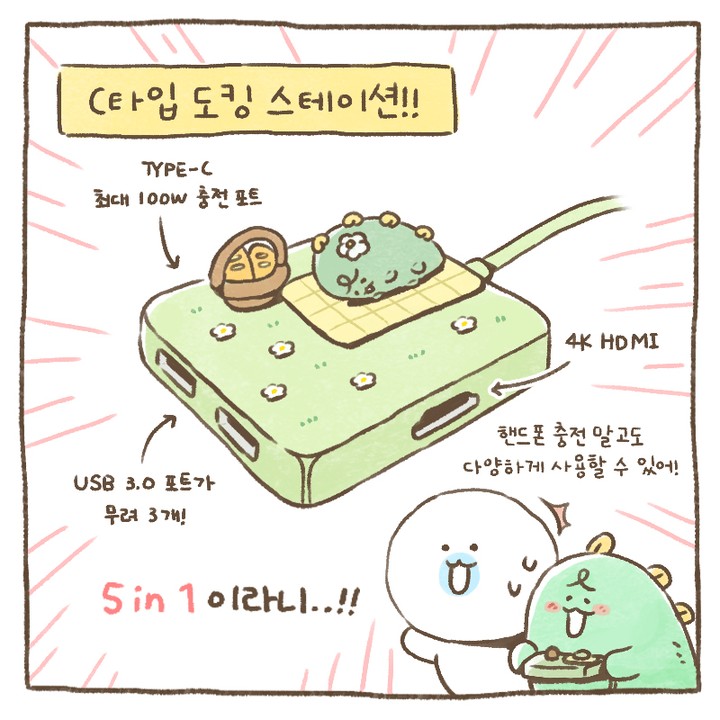 C타입 도킹 스테이션!!
TYPE-C
최대 100W 충전 포트
4K HDMI
핸드폰 충전 말고도
다양하게 사용할 수 있어!
USB 3.0 포트가
무려 3개!
5 in 1 이라니..!!